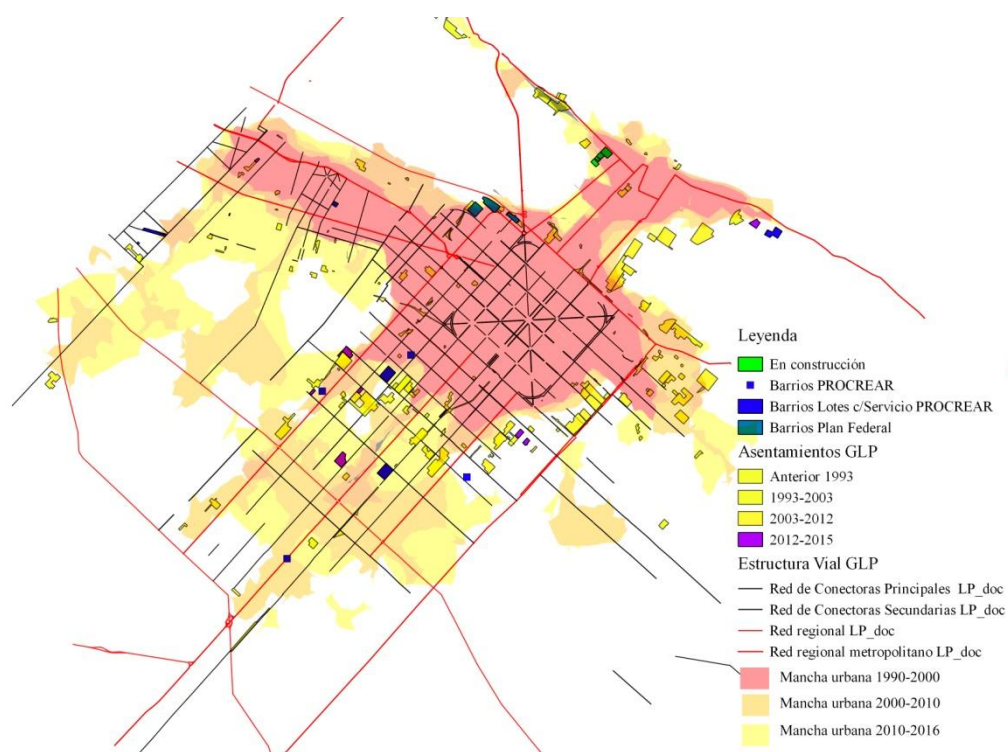 Leyenda
En construcción
Barrios PROCREAR
Barrios Lotes c/Servicio PROCREAR
Barrios Plan Federal
Asentamientos GLP
Anterior 1993
1993-2003
2003-2012
2012-2015
Estructura Vial GLP
Red de Conectoras Principales LP_doc
Red de Conectoras Secundarias LP_doc
Red regional LP_doc
Red regional metropolitano LP_doc
Mancha urbana 1990-2000
Mancha urbana 2000-2010
Mancha urbana 2010-2016